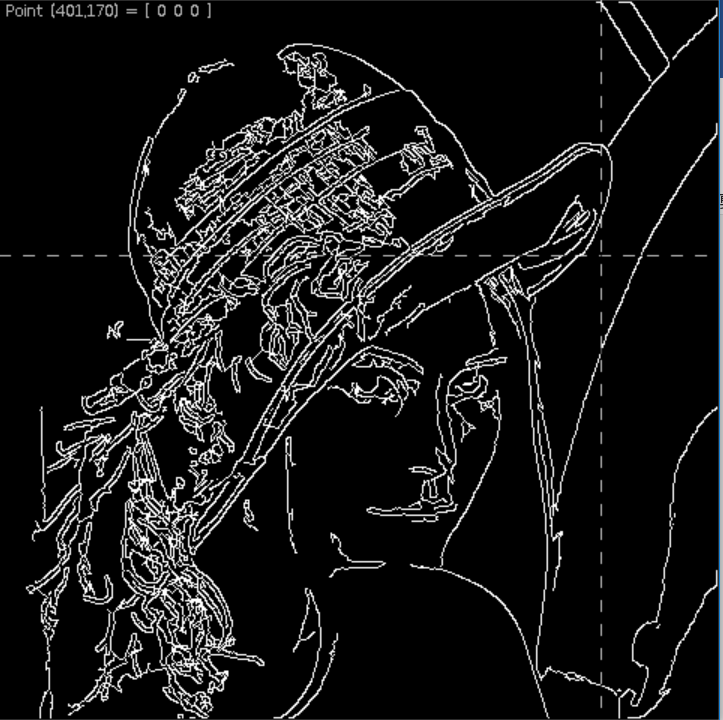 Point (401,170) = [ 0 0 0 ]